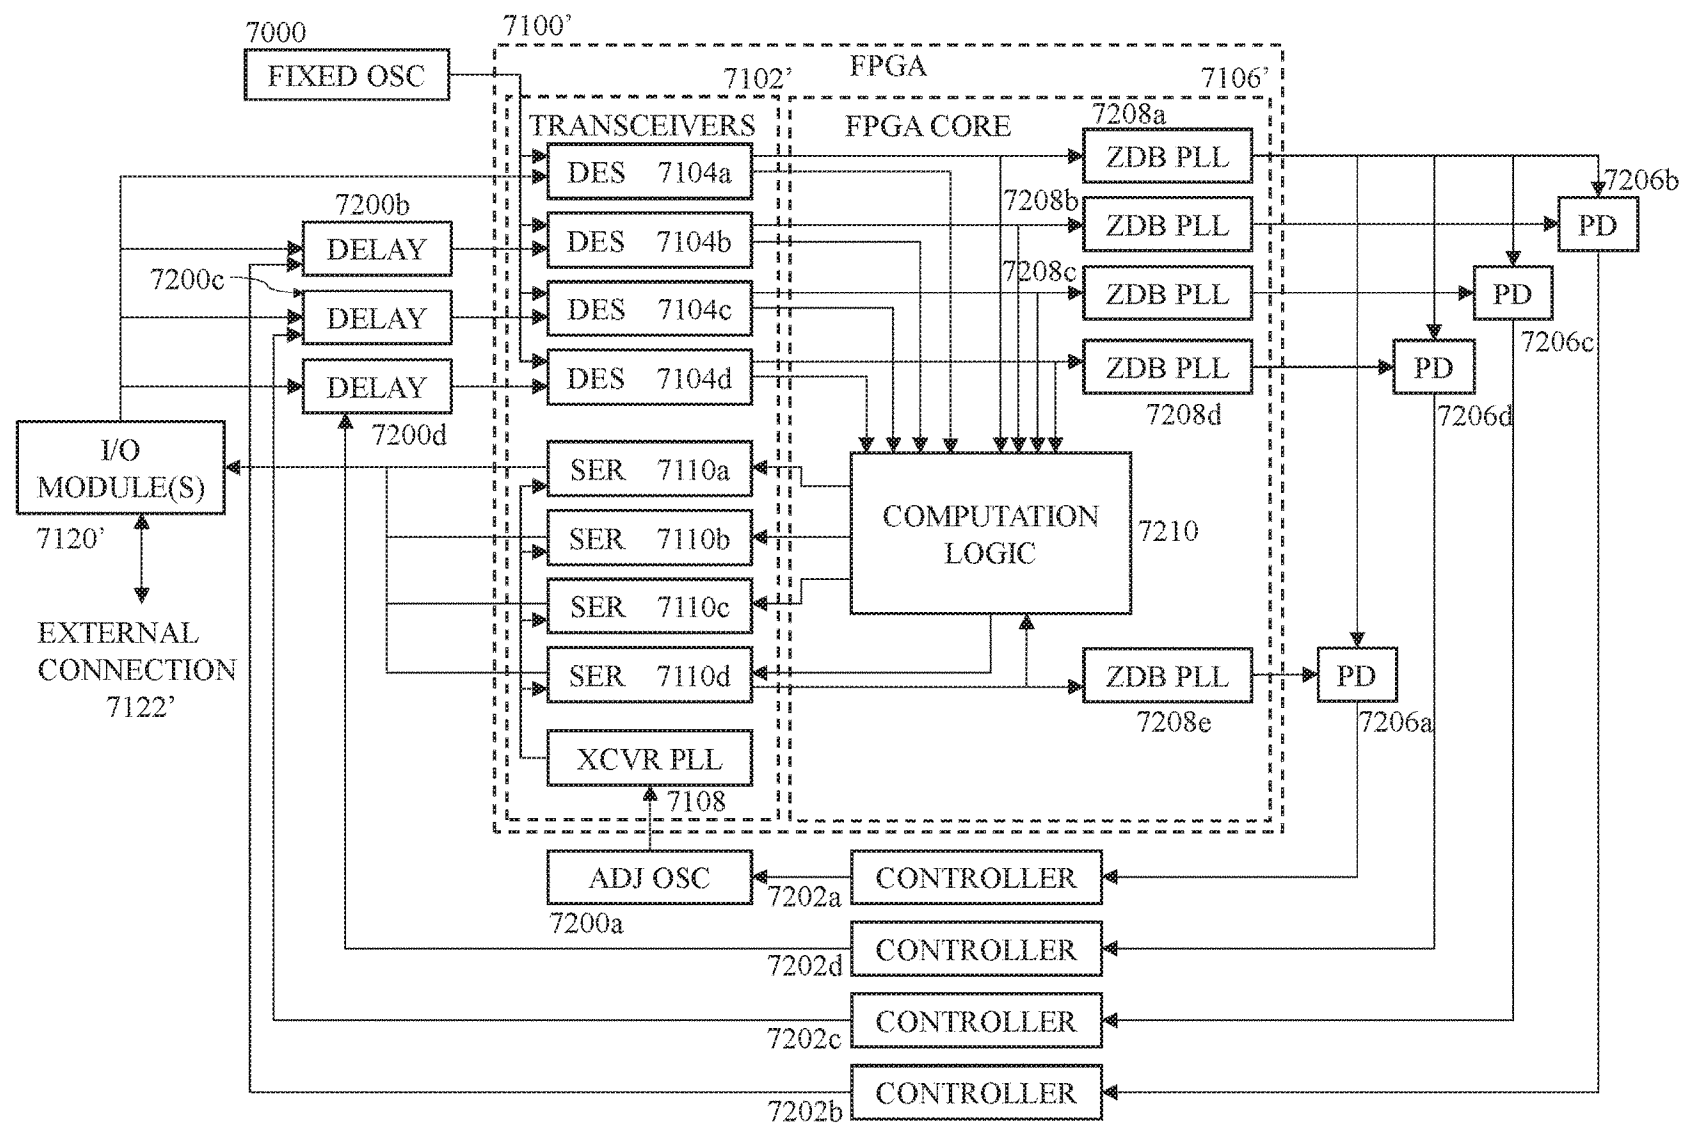 7000
FIXED OSC
7100’
FPGA
7102’
7106’
TRANSCEIVERS
FPGA CORE
7208a
DES 7104a
ZDB PLL
7206b
7200b
DES 7104b
7208b
ZDB PLL
PD
DELAY
7200c
DES 7104c
7208c
ZDB PLL
PD
7206c
DELAY
DES 7104d
ZDB PLL
7208d
PD
7206d
DELAY
7200d
I/O
MODULE(S)
7120’
SER 7110a
SER 7110b
SER 7110c
SER 7110d
COMPUTATION
LOGIC
7210
EXTERNAL
CONNECTION
7122’
ZDB PLL
7208e
PD
7206a
XCVR PLL
7108
ADJ OSC
7200a
CONTROLLER
7202a
CONTROLLER
7202d
CONTROLLER
7202c
CONTROLLER
7202b